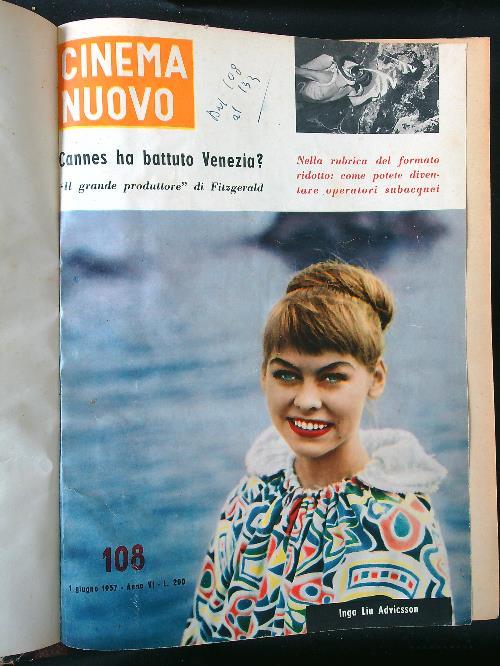 CINEMA
NUOVO
Dal 108
al 133
Cannes ha battuto Venezia?
"Il grande produttore" di Fitzgerald
Nella rubrica del formato
ridotto: come potete diven-
tare operatori subacquei
108
1 giugno 1957 - Anno VI - L. 200
Inga Liu Advicsson